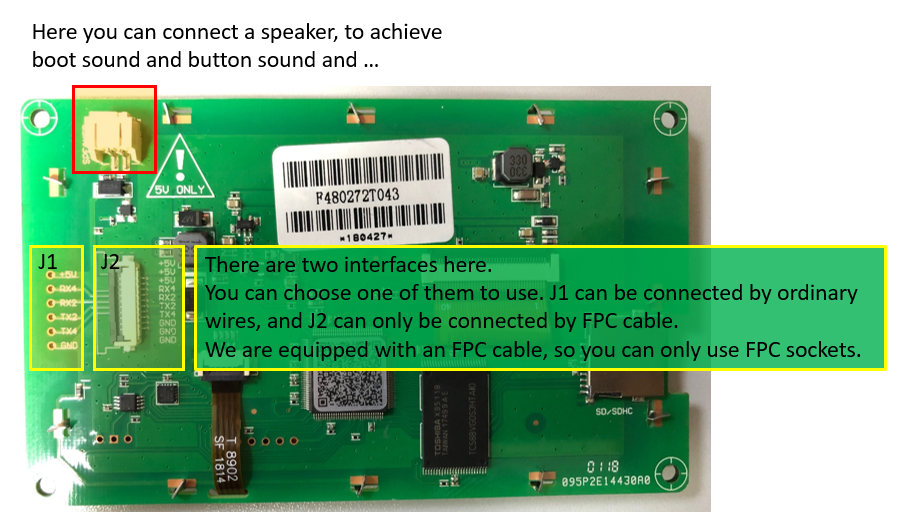 Here you can connect a speaker, to achieve
boot sound and button sound and ...
5V ONLY
F480272T043
*180427*
J1
J2
There are two interfaces here.
You can choose one of them to use. J1 can be connected by ordinary
wires, and J2 can only be connected by FPC cable.
We are equipped with an FPC cable, so you can only use FPC sockets.
+5V
RX4
RX2
TX2
TX4
GND
+5V
+5V
+5V
RX4
RX2
TX2
TX4
GND
GND
GND
330
SD/SDHC
T 8902
SF 1814
TOSHIBA
0118
095P2E14430A0